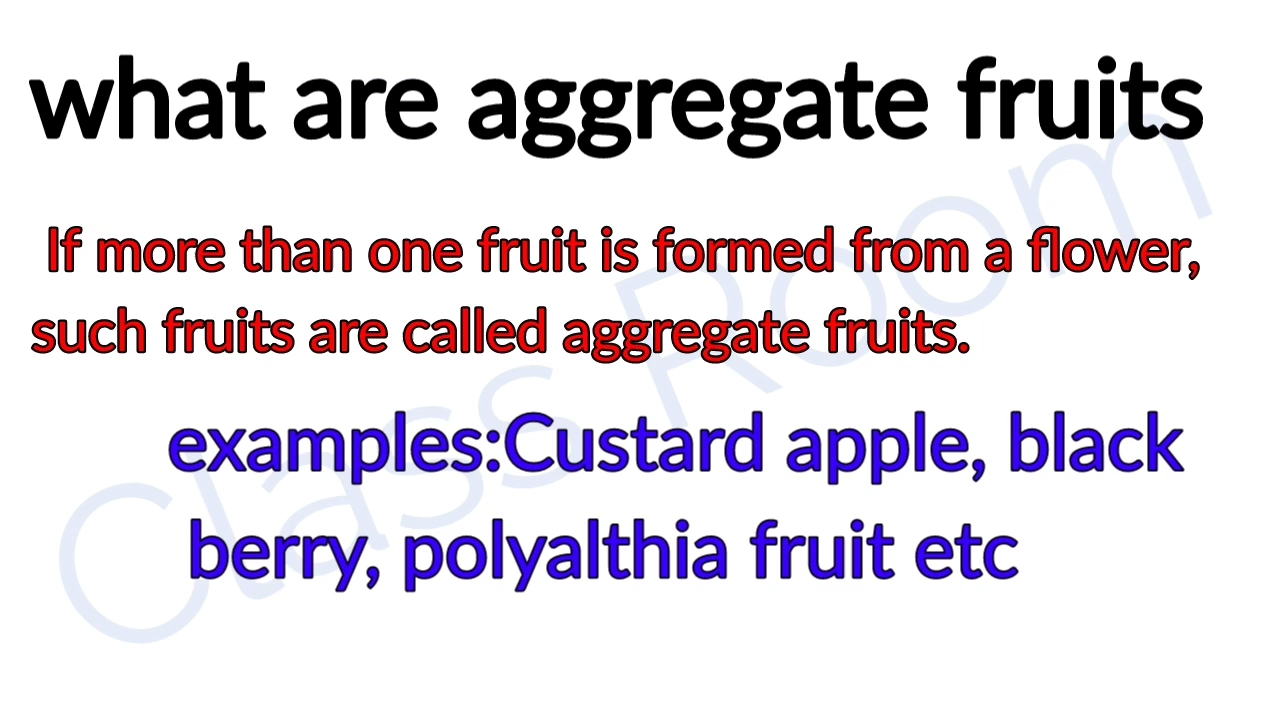 what are aggregate fruits
If more than one fruit is formed from a flower,
such fruits are called aggregate fruits.
examples:Custard apple, black
berry, polyalthia fruit etc
Class Room